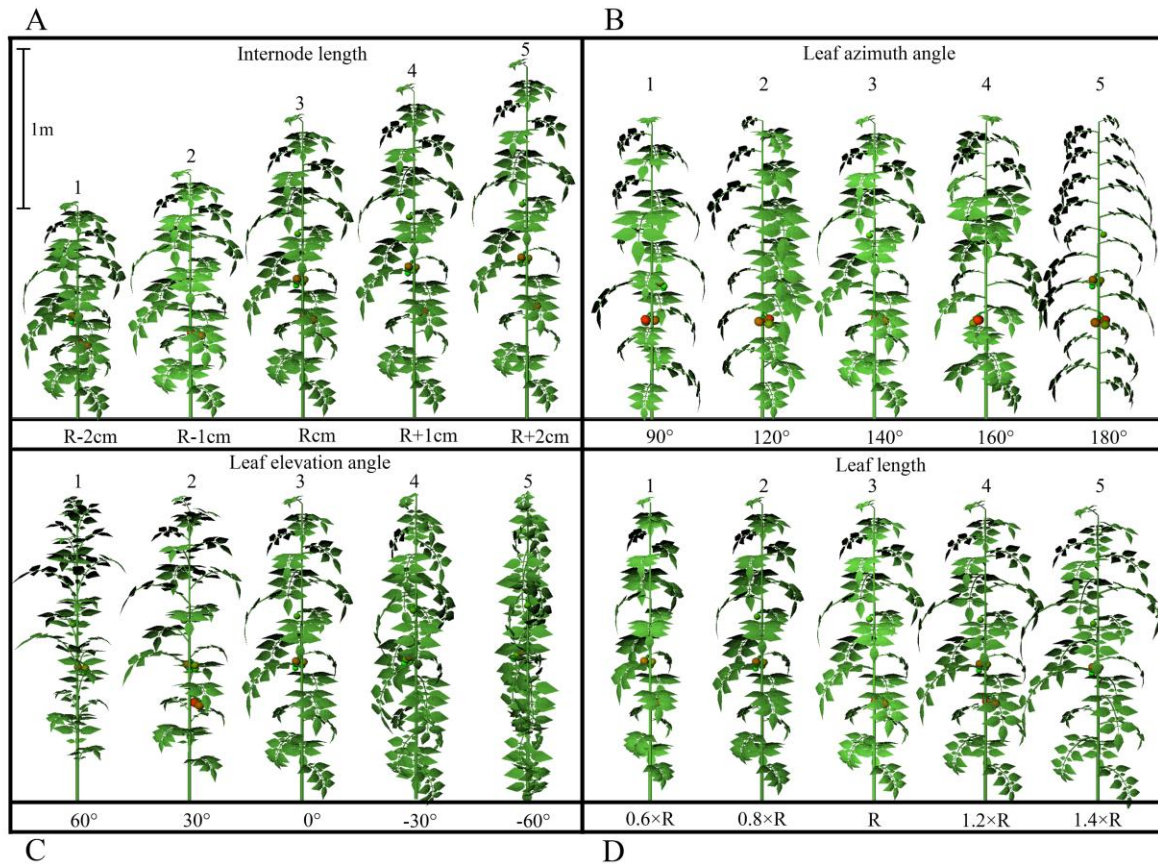 A
B
Internode length
1 2 3 4 5
1m
R-2cm R-1cm Rcm R+1cm R+2cm
Leaf azimuth angle
1 2 3 4 5
90° 120° 140° 160° 180°
Leaf elevation angle
1 2 3 4 5
60° 30° 0° -30° -60°
Leaf length
1 2 3 4 5
0.6×R 0.8×R R 1.2×R 1.4×R
C
D